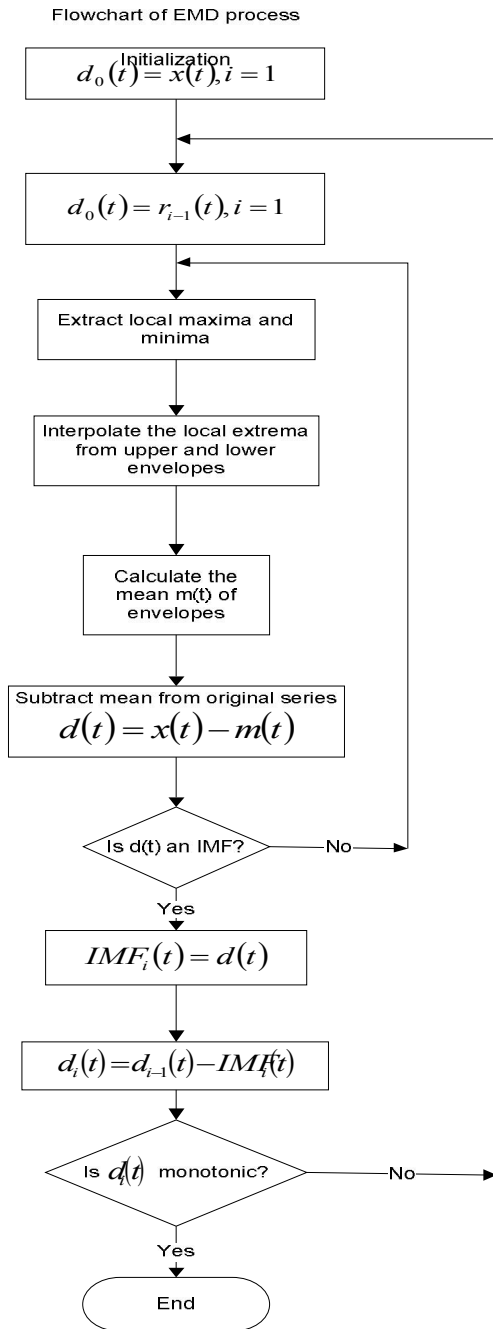 Flowchart of EMD process
Initialization
d₀(t) = x(t), i = 1
d₀(t) = rᵢ₋₁(t), i = 1
Extract local maxima and
minima
Interpolate the local extrema
from upper and lower
envelopes
Calculate the
mean m(t) of
envelopes
Subtract mean from original series
d(t) = x(t) − m(t)
Is d(t) an IMF?
No
Yes
IMFᵢ(t) = d(t)
dᵢ(t) = dᵢ₋₁(t) − IMFᵢ(t)
Is dᵢ(t) monotonic?
No
Yes
End